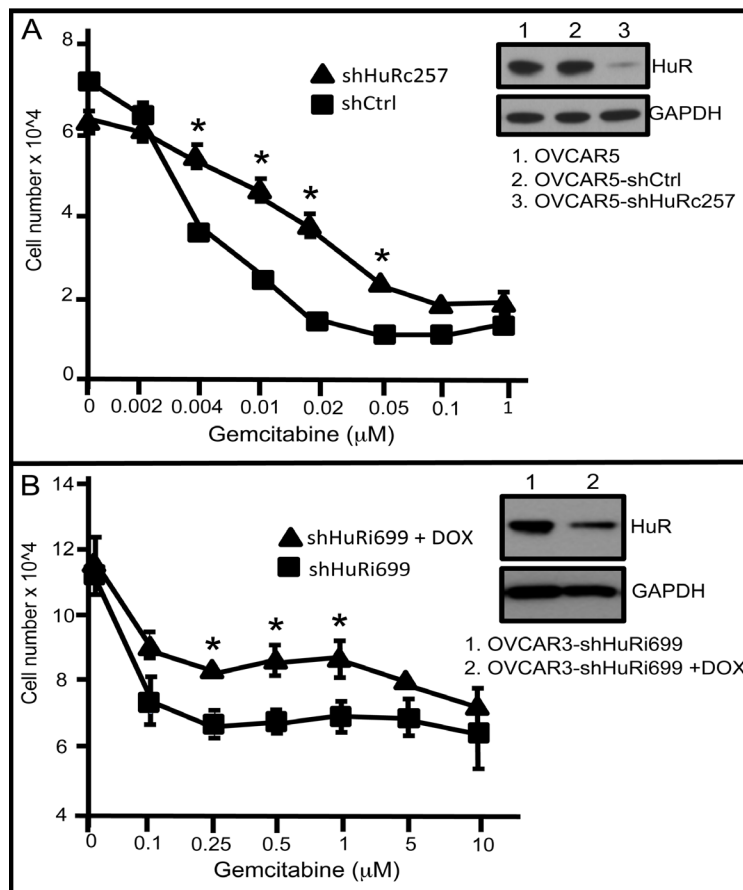 A
8
6
4
2
0
Cell number x 10^4
shHuRc257
shCtrl
* * * *
0 0.002 0.004 0.01 0.02 0.05 0.1 1
Gemcitabine (μM)
1 2 3
HuR
GAPDH
1. OVCAR5
2. OVCAR5-shCtrl
3. OVCAR5-shHuRc257
B
14
12
10
8
6
4
Cell number x 10^4
shHuRi699 + DOX
shHuRi699
* * *
0 0.1 0.25 0.5 1 5 10
Gemcitabine (μM)
1 2
HuR
GAPDH
1. OVCAR3-shHuRi699
2. OVCAR3-shHuRi699 +DOX